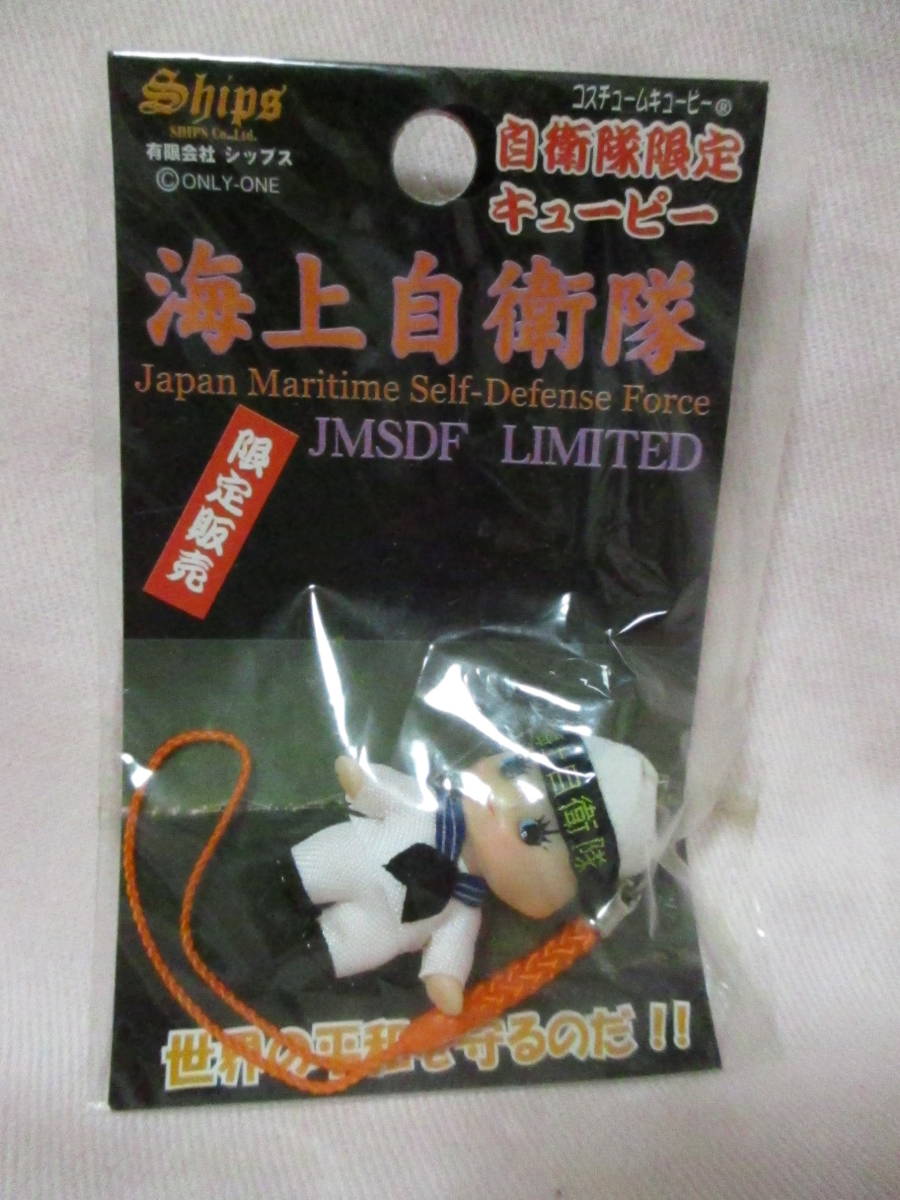 Ships
SHIPS Co.,Ltd.
有限会社 シップス
©ONLY-ONE
コスチュームキューピー®
自衛隊限定
キューピー
海上自衛隊
Japan Maritime Self-Defense Force
JMSDF LIMITED
限定販売
自衛隊
世界の平和を守るのだ!!